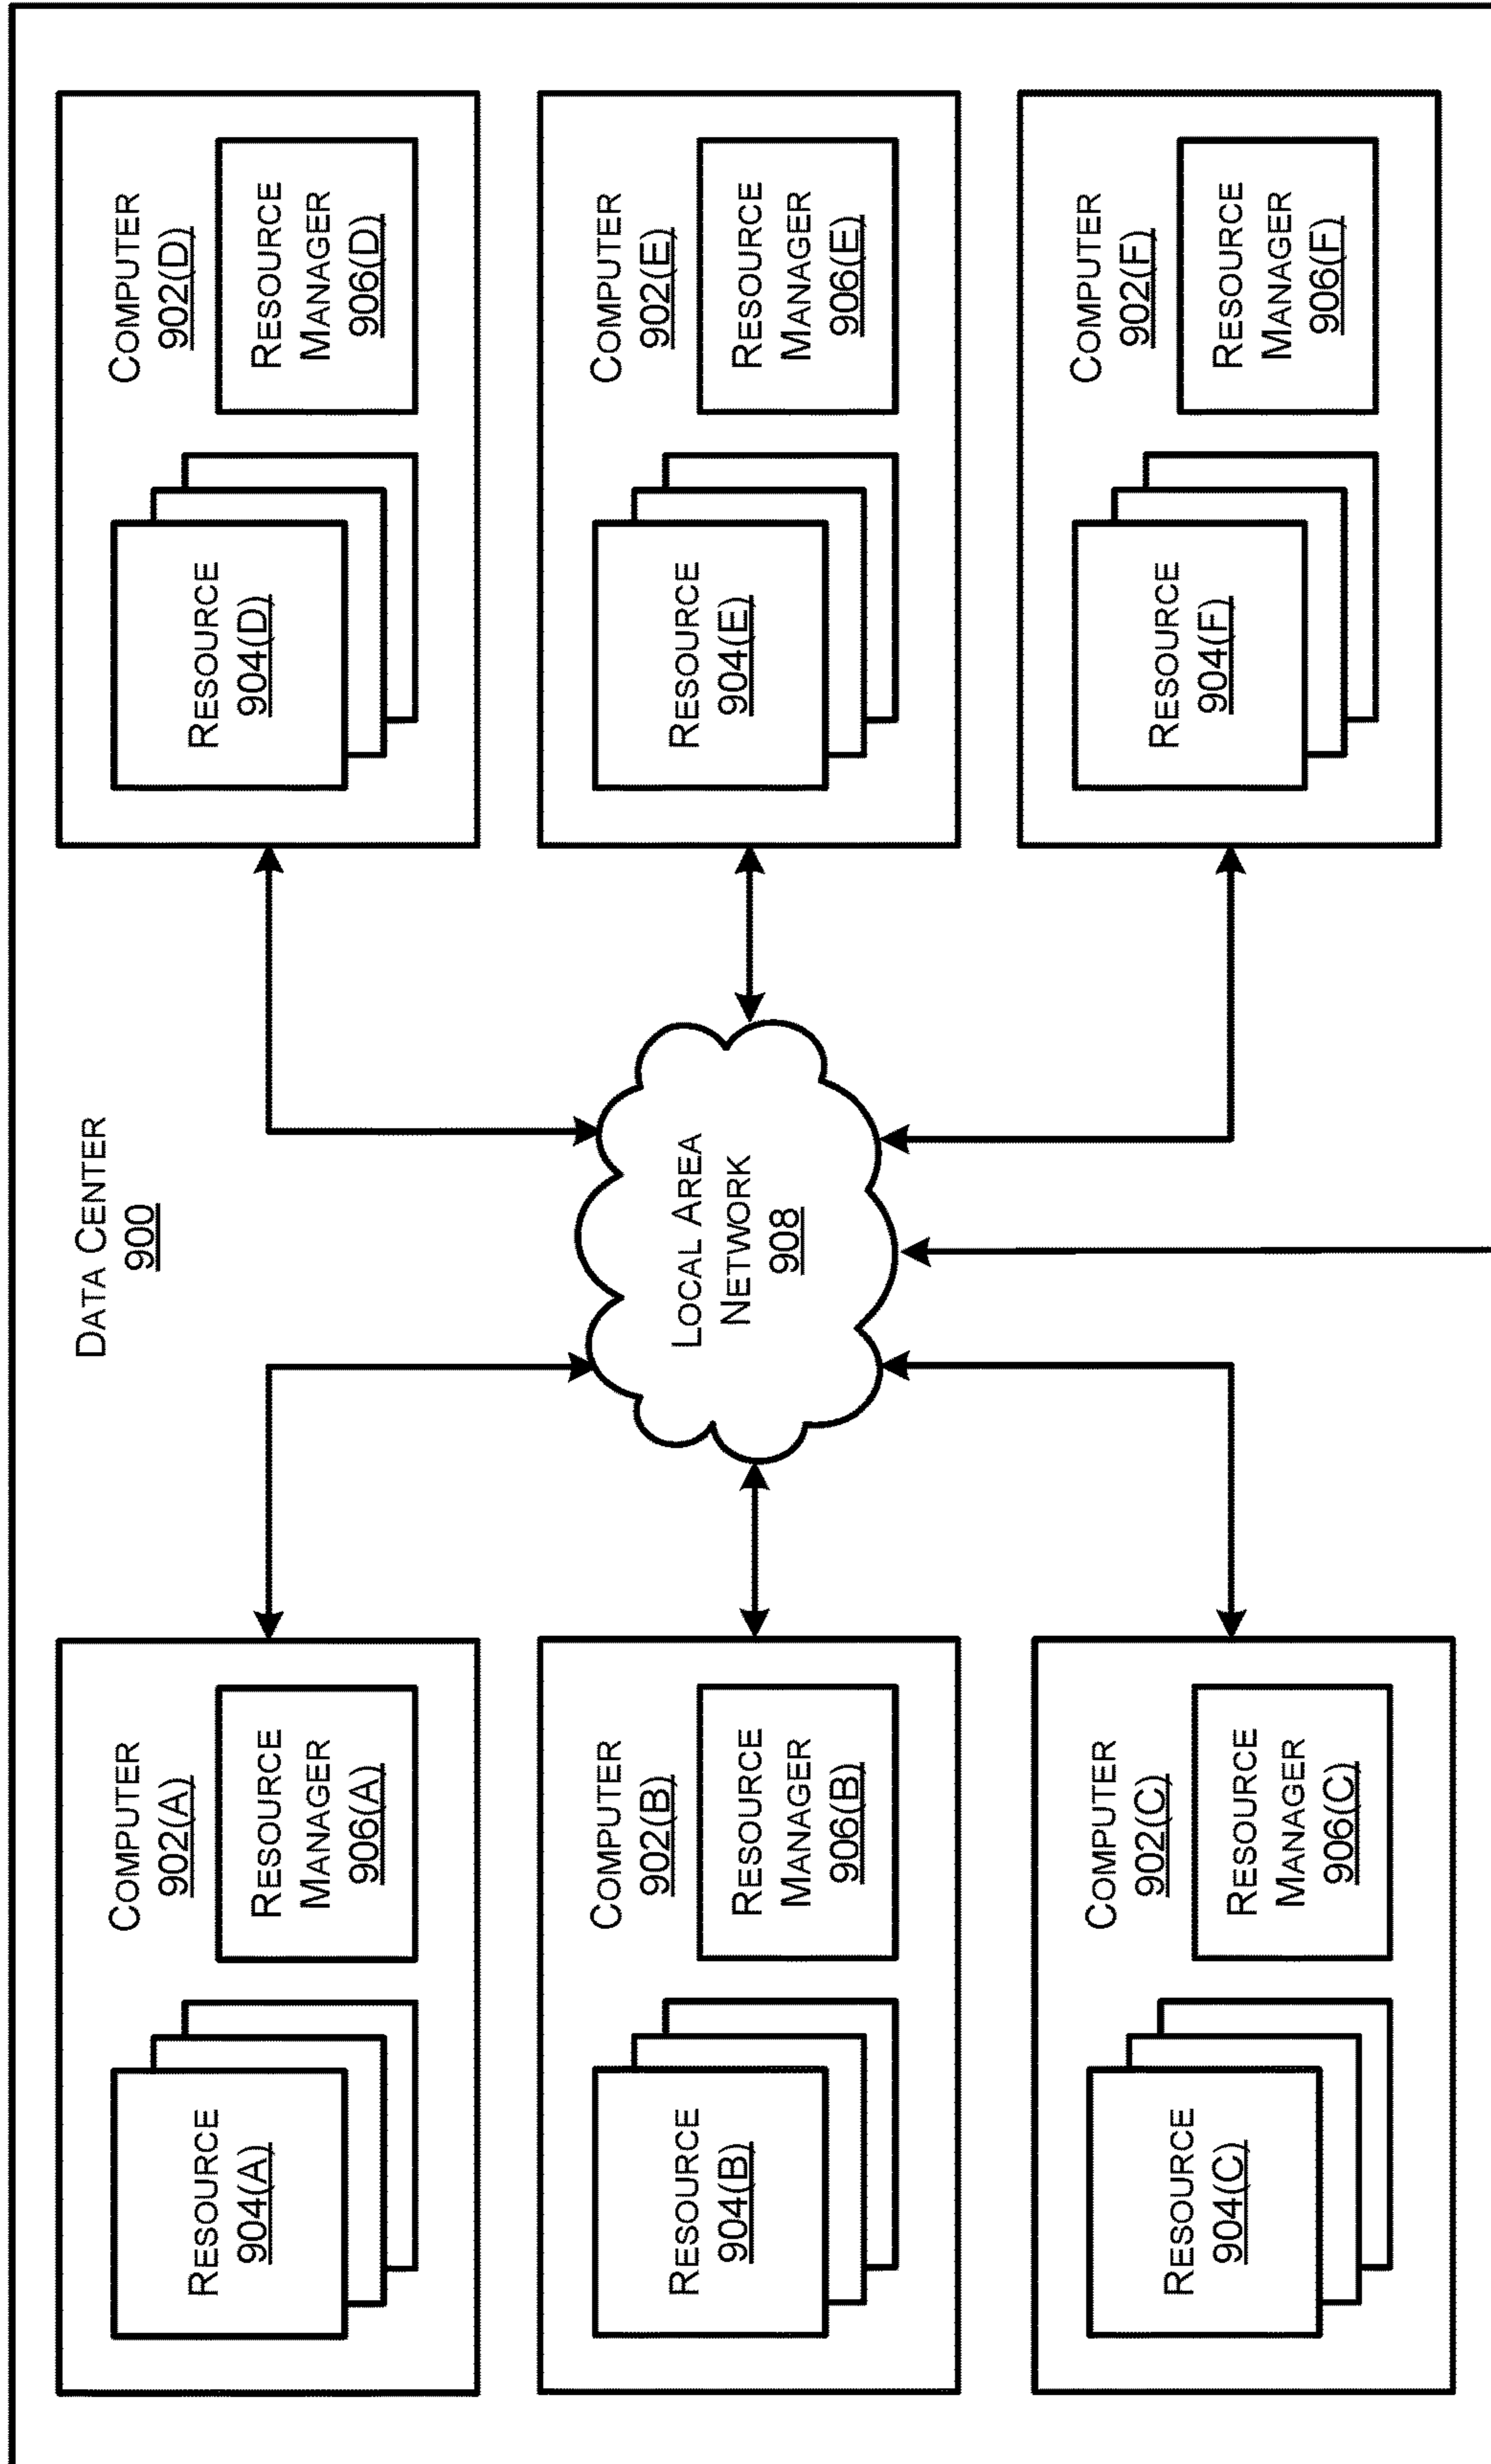 DATA CENTER
900
COMPUTER
902(A)
RESOURCE
904(A)
RESOURCE
MANAGER
906(A)
COMPUTER
902(D)
RESOURCE
904(D)
RESOURCE
MANAGER
906(D)
COMPUTER
902(B)
RESOURCE
904(B)
RESOURCE
MANAGER
906(B)
LOCAL AREA
NETWORK
908
COMPUTER
902(E)
RESOURCE
904(E)
RESOURCE
MANAGER
906(E)
COMPUTER
902(C)
RESOURCE
904(C)
RESOURCE
MANAGER
906(C)
COMPUTER
902(F)
RESOURCE
904(F)
RESOURCE
MANAGER
906(F)